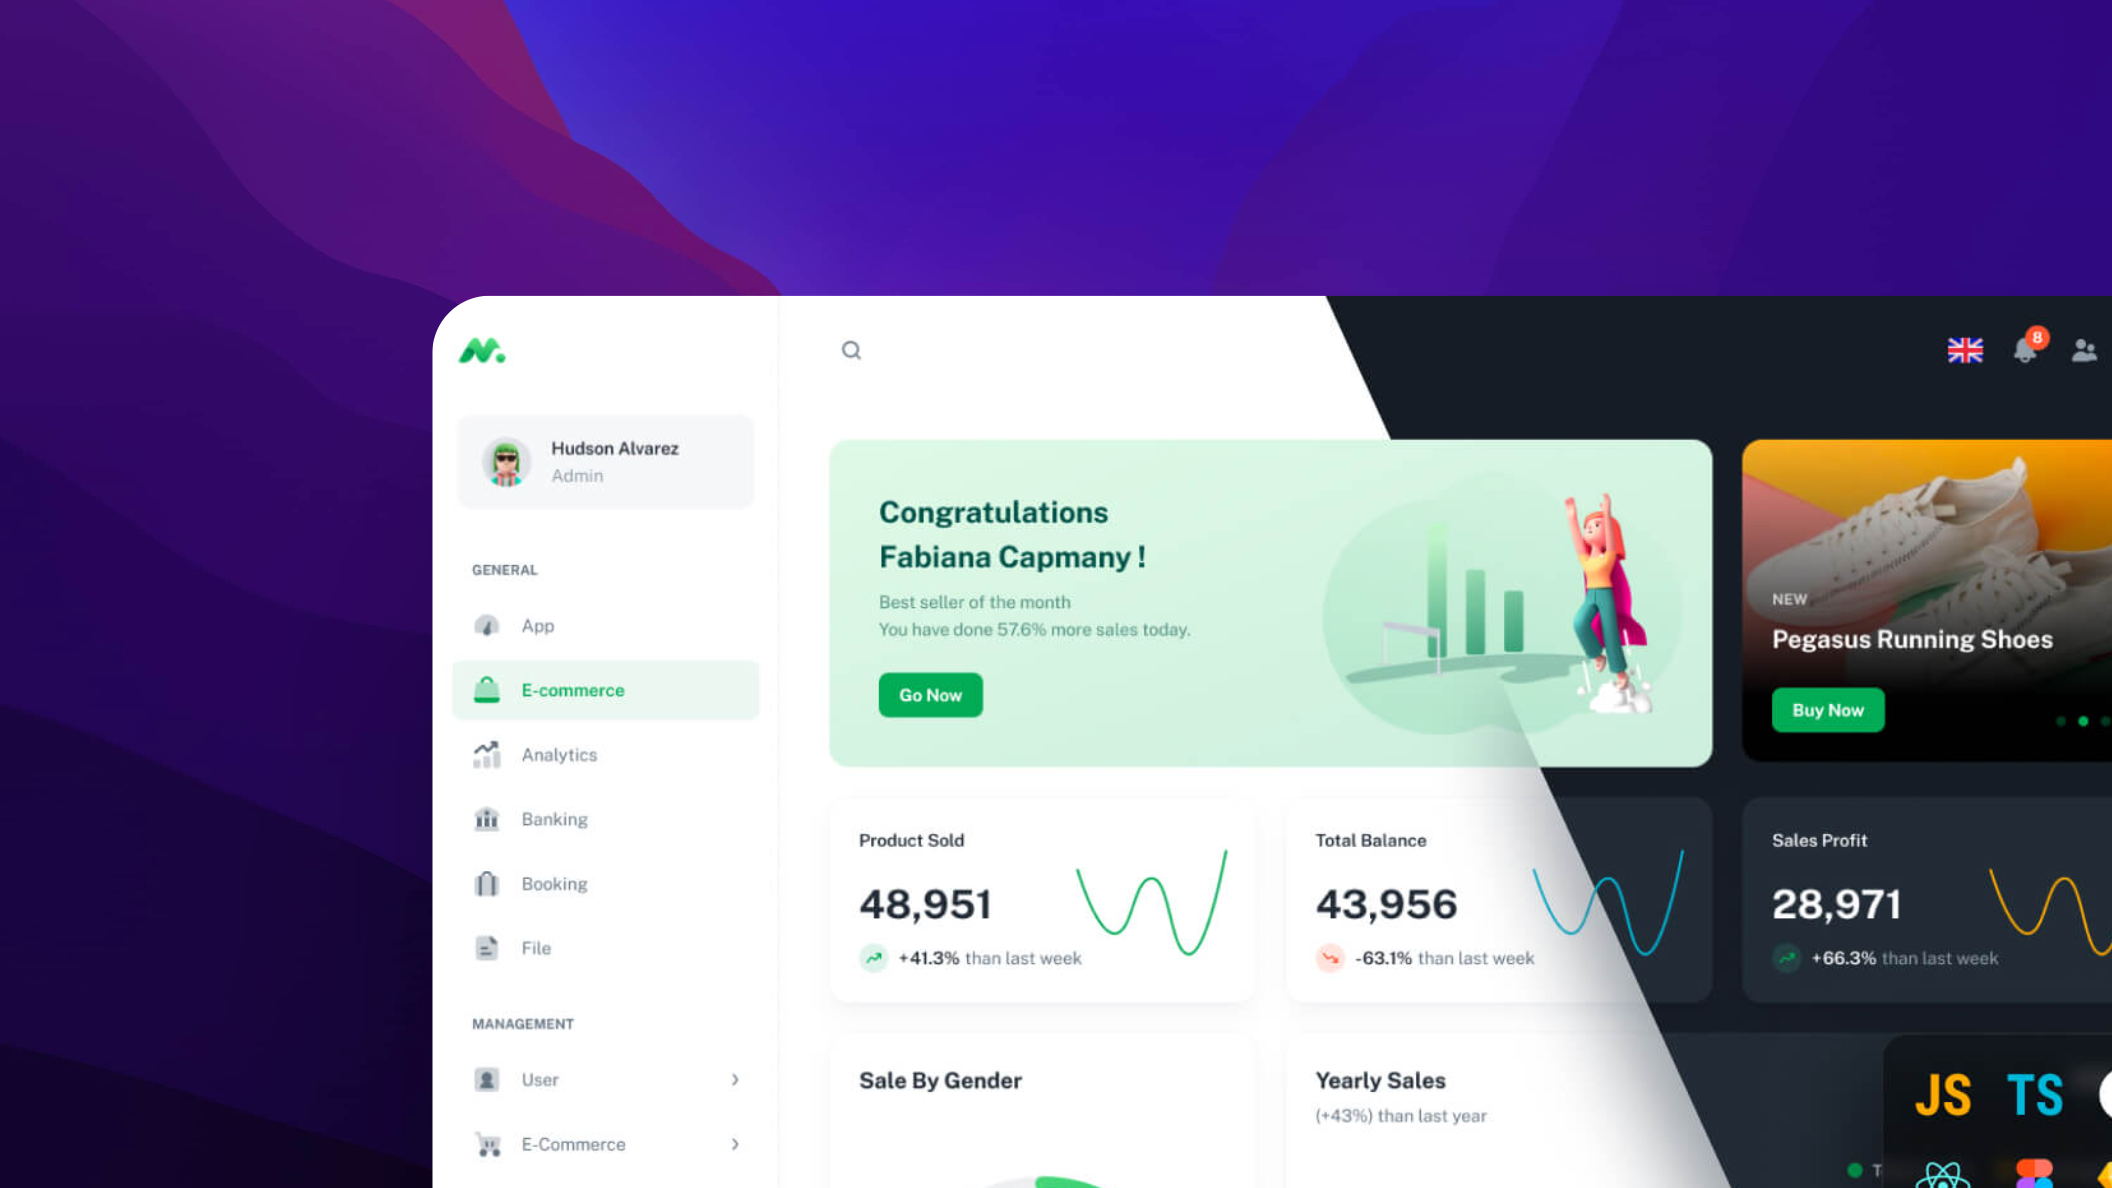 8
Hudson Alvarez
Admin
GENERAL
App
E-commerce
Analytics
Banking
Booking
File
MANAGEMENT
User
E-Commerce
Congratulations
Fabiana Capmany !
Best seller of the month
You have done 57.6% more sales today.
Go Now
NEW
Pegasus Running Shoes
Buy Now
Product Sold
48,951
+41.3% than last week
Total Balance
43,956
-63.1% than last week
Sales Profit
28,971
+66.3% than last week
Sale By Gender
Yearly Sales
(+43%) than last year
JS TS